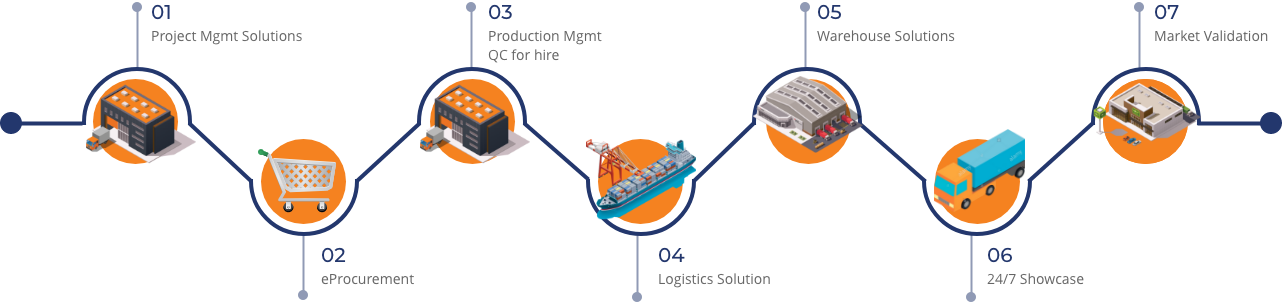 01
Project Mgmt Solutions
02
eProcurement
03
Production Mgmt
QC for hire
04
Logistics Solution
05
Warehouse Solutions
06
24/7 Showcase
07
Market Validation